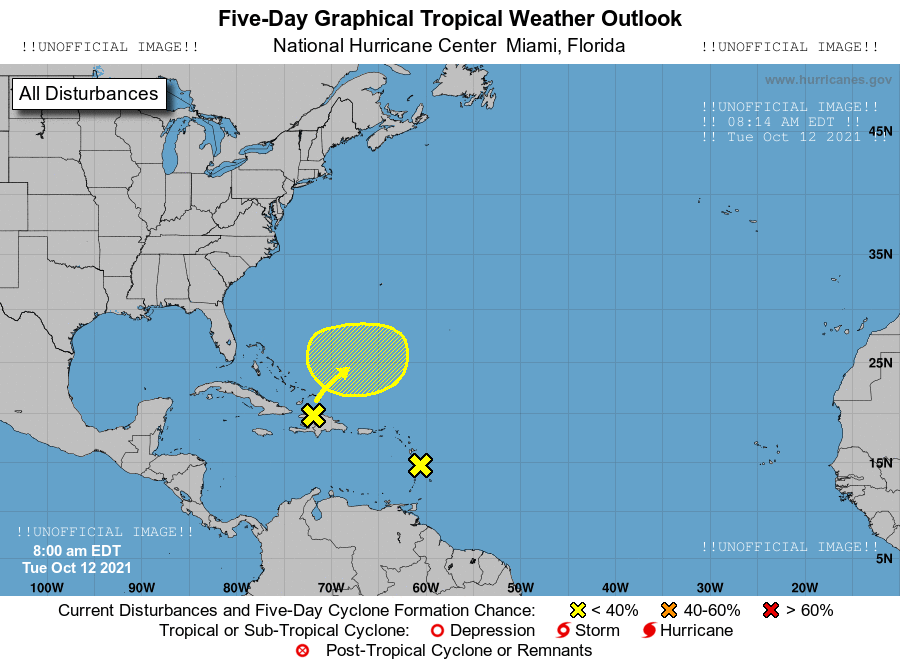 Five-Day Graphical Tropical Weather Outlook
!!UNOFFICIAL IMAGE!!
National Hurricane Center Miami, Florida
!!UNOFFICIAL IMAGE!!
www.hurricanes.gov
All Disturbances
!!UNOFFICIAL IMAGE!!
!! 08:14 AM EDT !!
!! Tue Oct 12 2021 !!
45N
35N
25N
15N
!!UNOFFICIAL IMAGE!!
8:00 am EDT
Tue Oct 12 2021
!!UNOFFICIAL IMAGE!!
5N
100W 90W 80W 70W 60W 50W 40W 30W 20W
Current Disturbances and Five-Day Cyclone Formation Chance: < 40% 40-60% > 60%
Tropical or Sub-Tropical Cyclone: Depression Storm Hurricane
Post-Tropical Cyclone or Remnants